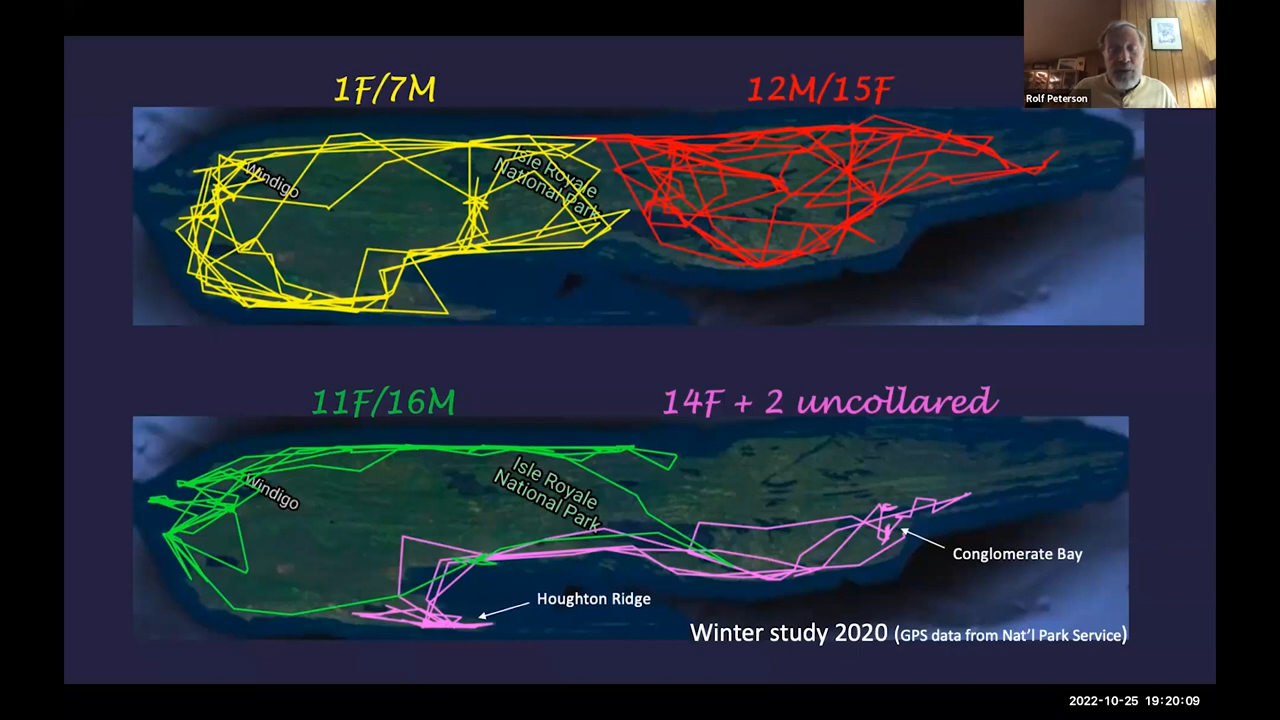 1F/7M
12M/15F
Rolf Peterson
Windigo
Isle Royale
National Park
11F/16M
14F + 2 uncollared
Windigo
Isle Royale
National Park
Conglomerate Bay
Houghton Ridge
Winter study 2020 (GPS data from Nat'l Park Service)
2022-10-25 19:20:09